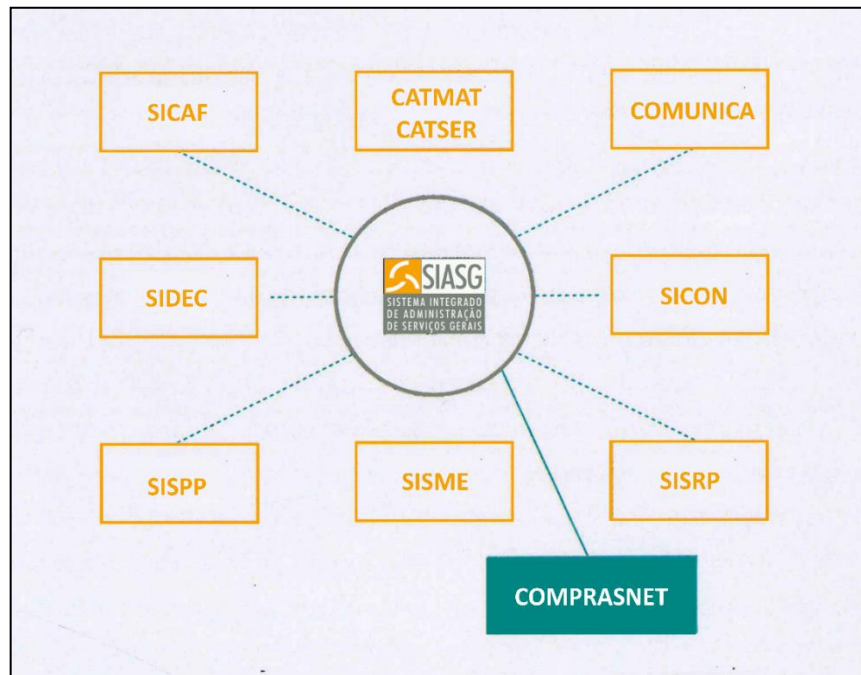 SICAF
CATMAT
CATSER
COMUNICA
SIDEC
SIASG
SISTEMA INTEGRADO
DE ADMINISTRAÇÃO
DE SERVIÇOS GERAIS
SICON
SISPP
SISME
SISRP
COMPRASNET